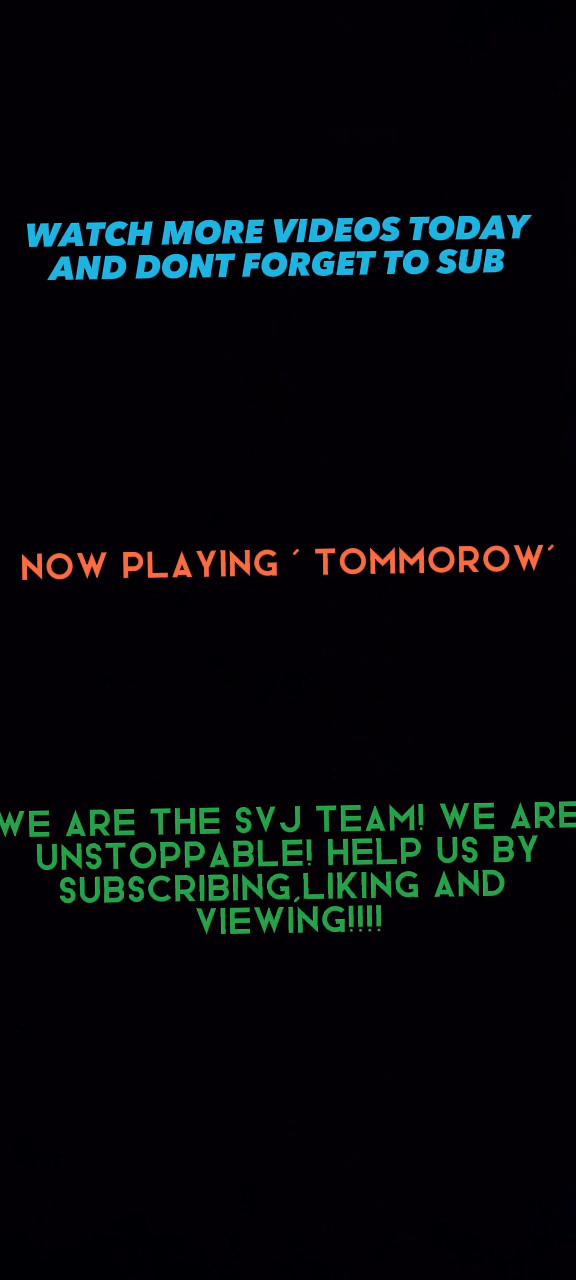 WATCH MORE VIDEOS TODAY
AND DONT FORGET TO SUB
NOW PLAYING ´ TOMMOROW´
WE ARE THE SVJ TEAM! WE ARE
UNSTOPPABLE! HELP US BY
SUBSCRIBING,LIKING AND
VIEWING!!!!